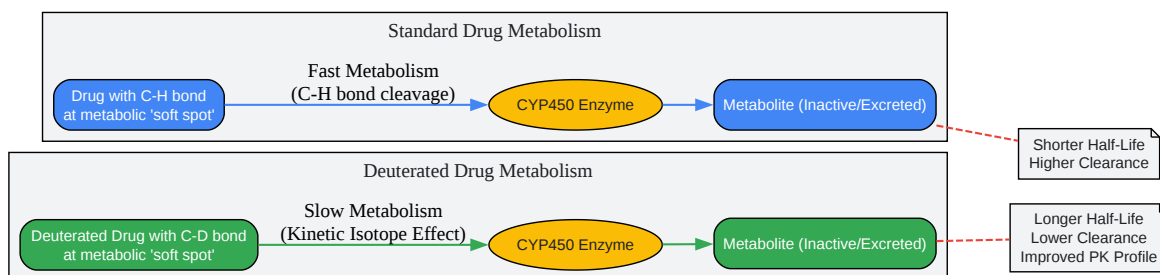 Standard Drug Metabolism
Fast Metabolism
(C-H bond cleavage)
Drug with C-H bond
at metabolic 'soft spot'
CYP450 Enzyme
Metabolite (Inactive/Excreted)
Shorter Half-Life
Higher Clearance
Deuterated Drug Metabolism
Slow Metabolism
(Kinetic Isotope Effect)
Deuterated Drug with C-D bond
at metabolic 'soft spot'
CYP450 Enzyme
Metabolite (Inactive/Excreted)
Longer Half-Life
Lower Clearance
Improved PK Profile